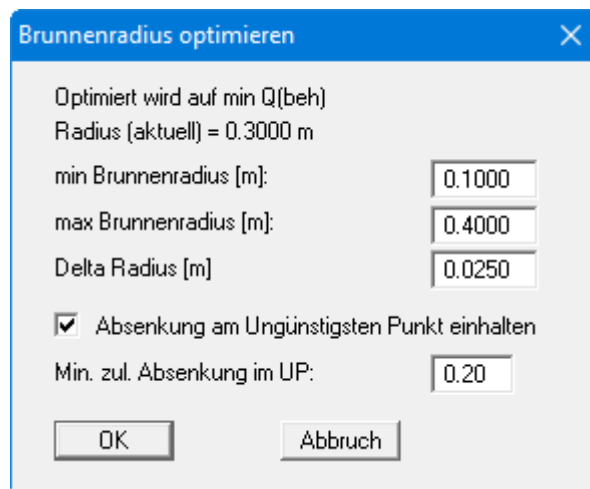 Brunnenradius optimieren
Optimiert wird auf min Q(beh)
Radius (aktuell) = 0.3000 m
min Brunnenradius [m]: 0.1000
max Brunnenradius [m]: 0.4000
Delta Radius [m] 0.0250
Absenkung am Ungünstigsten Punkt einhalten
Min. zul. Absenkung im UP: 0.20
OK Abbruch